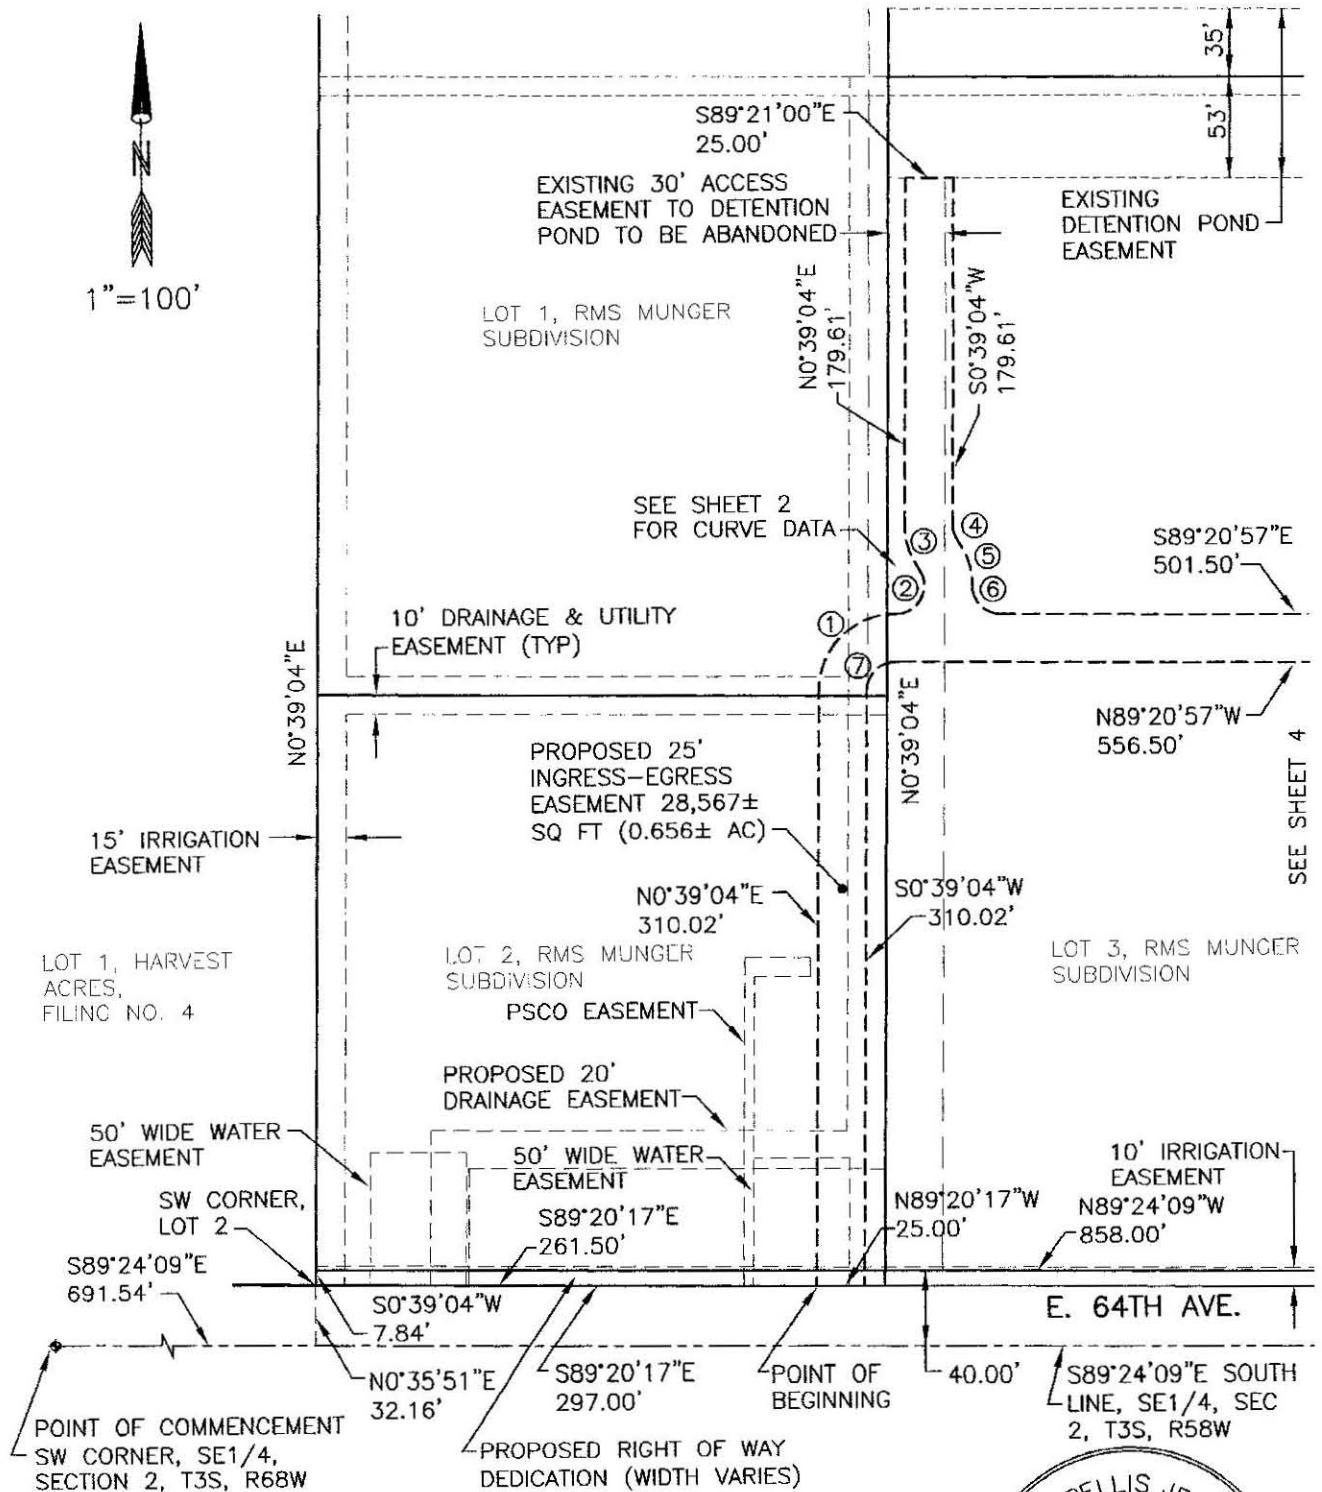 35'
S89°21'00"E
25.00'
53'
EXISTING 30' ACCESS
EASEMENT TO DETENTION
POND TO BE ABANDONED
EXISTING
DETENTION POND
EASEMENT
N
1"=100'
LOT 1, RMS MUNGER
SUBDIVISION
N0°39'04"E
179.61'
S0°39'04"W
179.61'
SEE SHEET 2
FOR CURVE DATA
3
4
5
2
6
S89°20'57"E
501.50'
10' DRAINAGE & UTILITY
EASEMENT (TYP)
1
7
N0°39'04"E
N0°39'04"E
N89°20'57"W
556.50'
SEE SHEET 4
PROPOSED 25'
INGRESS-EGRESS
EASEMENT 28,567±
SQ FT (0.656± AC)
15' IRRIGATION
EASEMENT
N0°39'04"E
310.02'
S0°39'04"W
310.02'
LOT 1, HARVEST
ACRES,
FILINC NO. 4
LOT 2, RMS MUNGER
SUBDIVISION
LOT 3, RMS MUNGER
SUBDIVISION
PSCO EASEMENT
PROPOSED 20'
DRAINAGE EASEMENT
50' WIDE WATER
EASEMENT
50' WIDE WATER
EASEMENT
10' IRRIGATION
EASEMENT
SW CORNER,
LOT 2
S89°20'17"E
261.50'
N89°20'17"W
25.00'
N89°24'09"W
858.00'
S89°24'09"E
691.54'
S0°39'04"W
7.84'
E. 64TH AVE.
N0°35'51"E
32.16'
S89°20'17"E
297.00'
POINT OF
BEGINNING
40.00'
S89°24'09"E SOUTH
LINE, SE1/4, SEC
2, T3S, R58W
POINT OF COMMENCEMENT
SW CORNER, SE1/4,
SECTION 2, T3S, R68W
PROPOSED RIGHT OF WAY
DEDICATION (WIDTH VARIES)